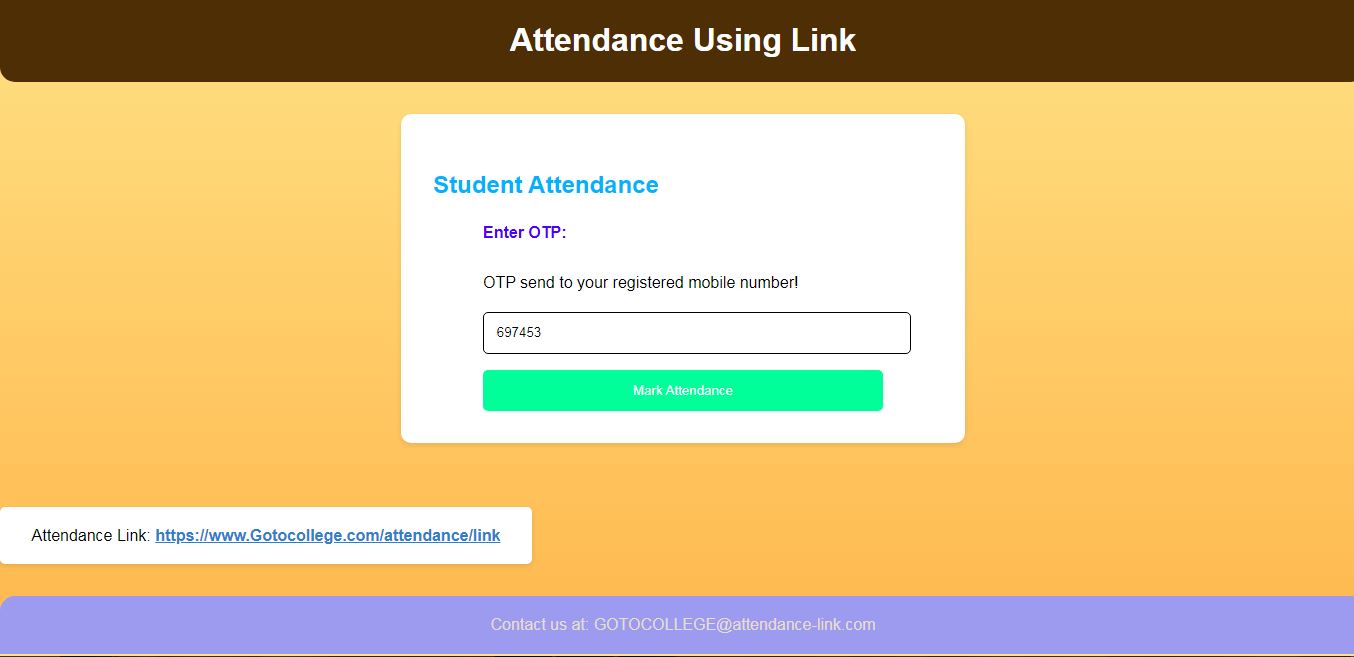 Attendance Using Link
Student Attendance
Enter OTP:
OTP send to your registered mobile number!
697453
Mark Attendance
Attendance Link: https://www.Gotocollege.com/attendance/link
Contact us at: GOTOCOLLEGE@attendance-link.com